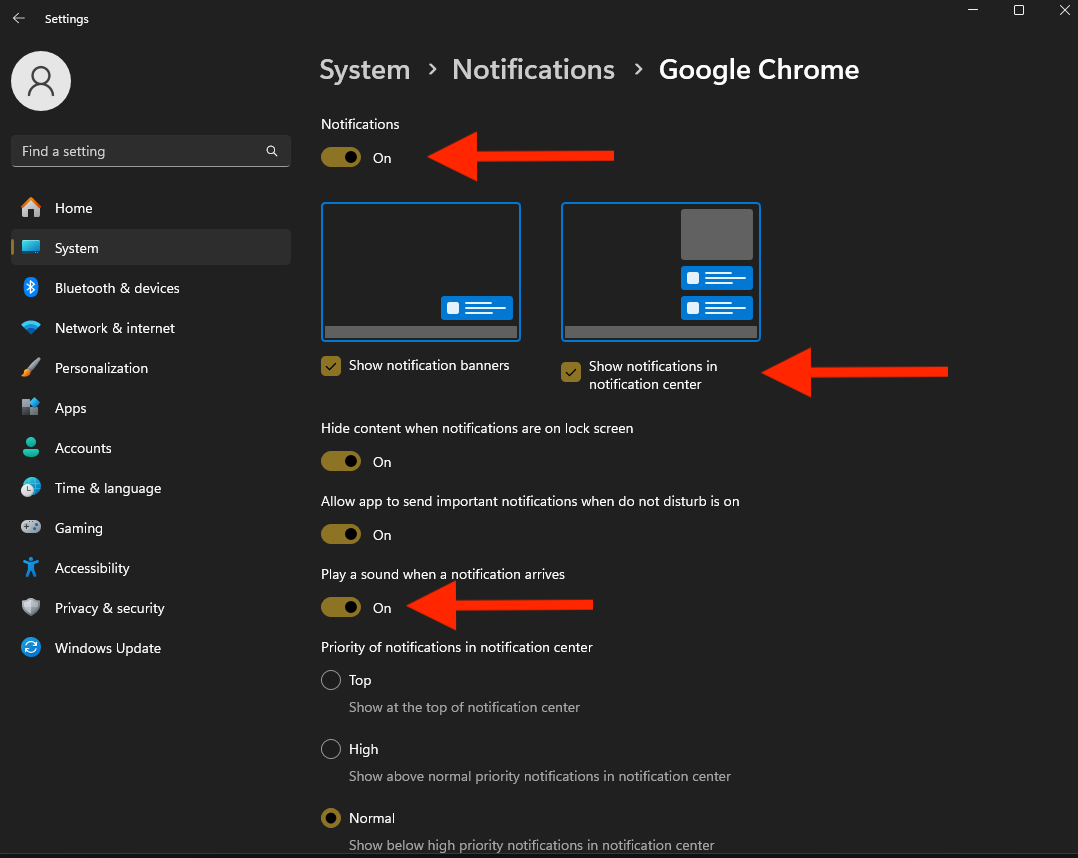 Settings
System > Notifications > Google Chrome
Find a setting
Home
System
Bluetooth & devices
Network & internet
Personalization
Apps
Accounts
Time & language
Gaming
Accessibility
Privacy & security
Windows Update
Notifications
On
Show notification banners
Show notifications in
notification center
Hide content when notifications are on lock screen
On
Allow app to send important notifications when do not disturb is on
On
Play a sound when a notification arrives
On
Priority of notifications in notification center
Top
Show at the top of notification center
High
Show above normal priority notifications in notification center
Normal
Show below high priority notifications in notification center